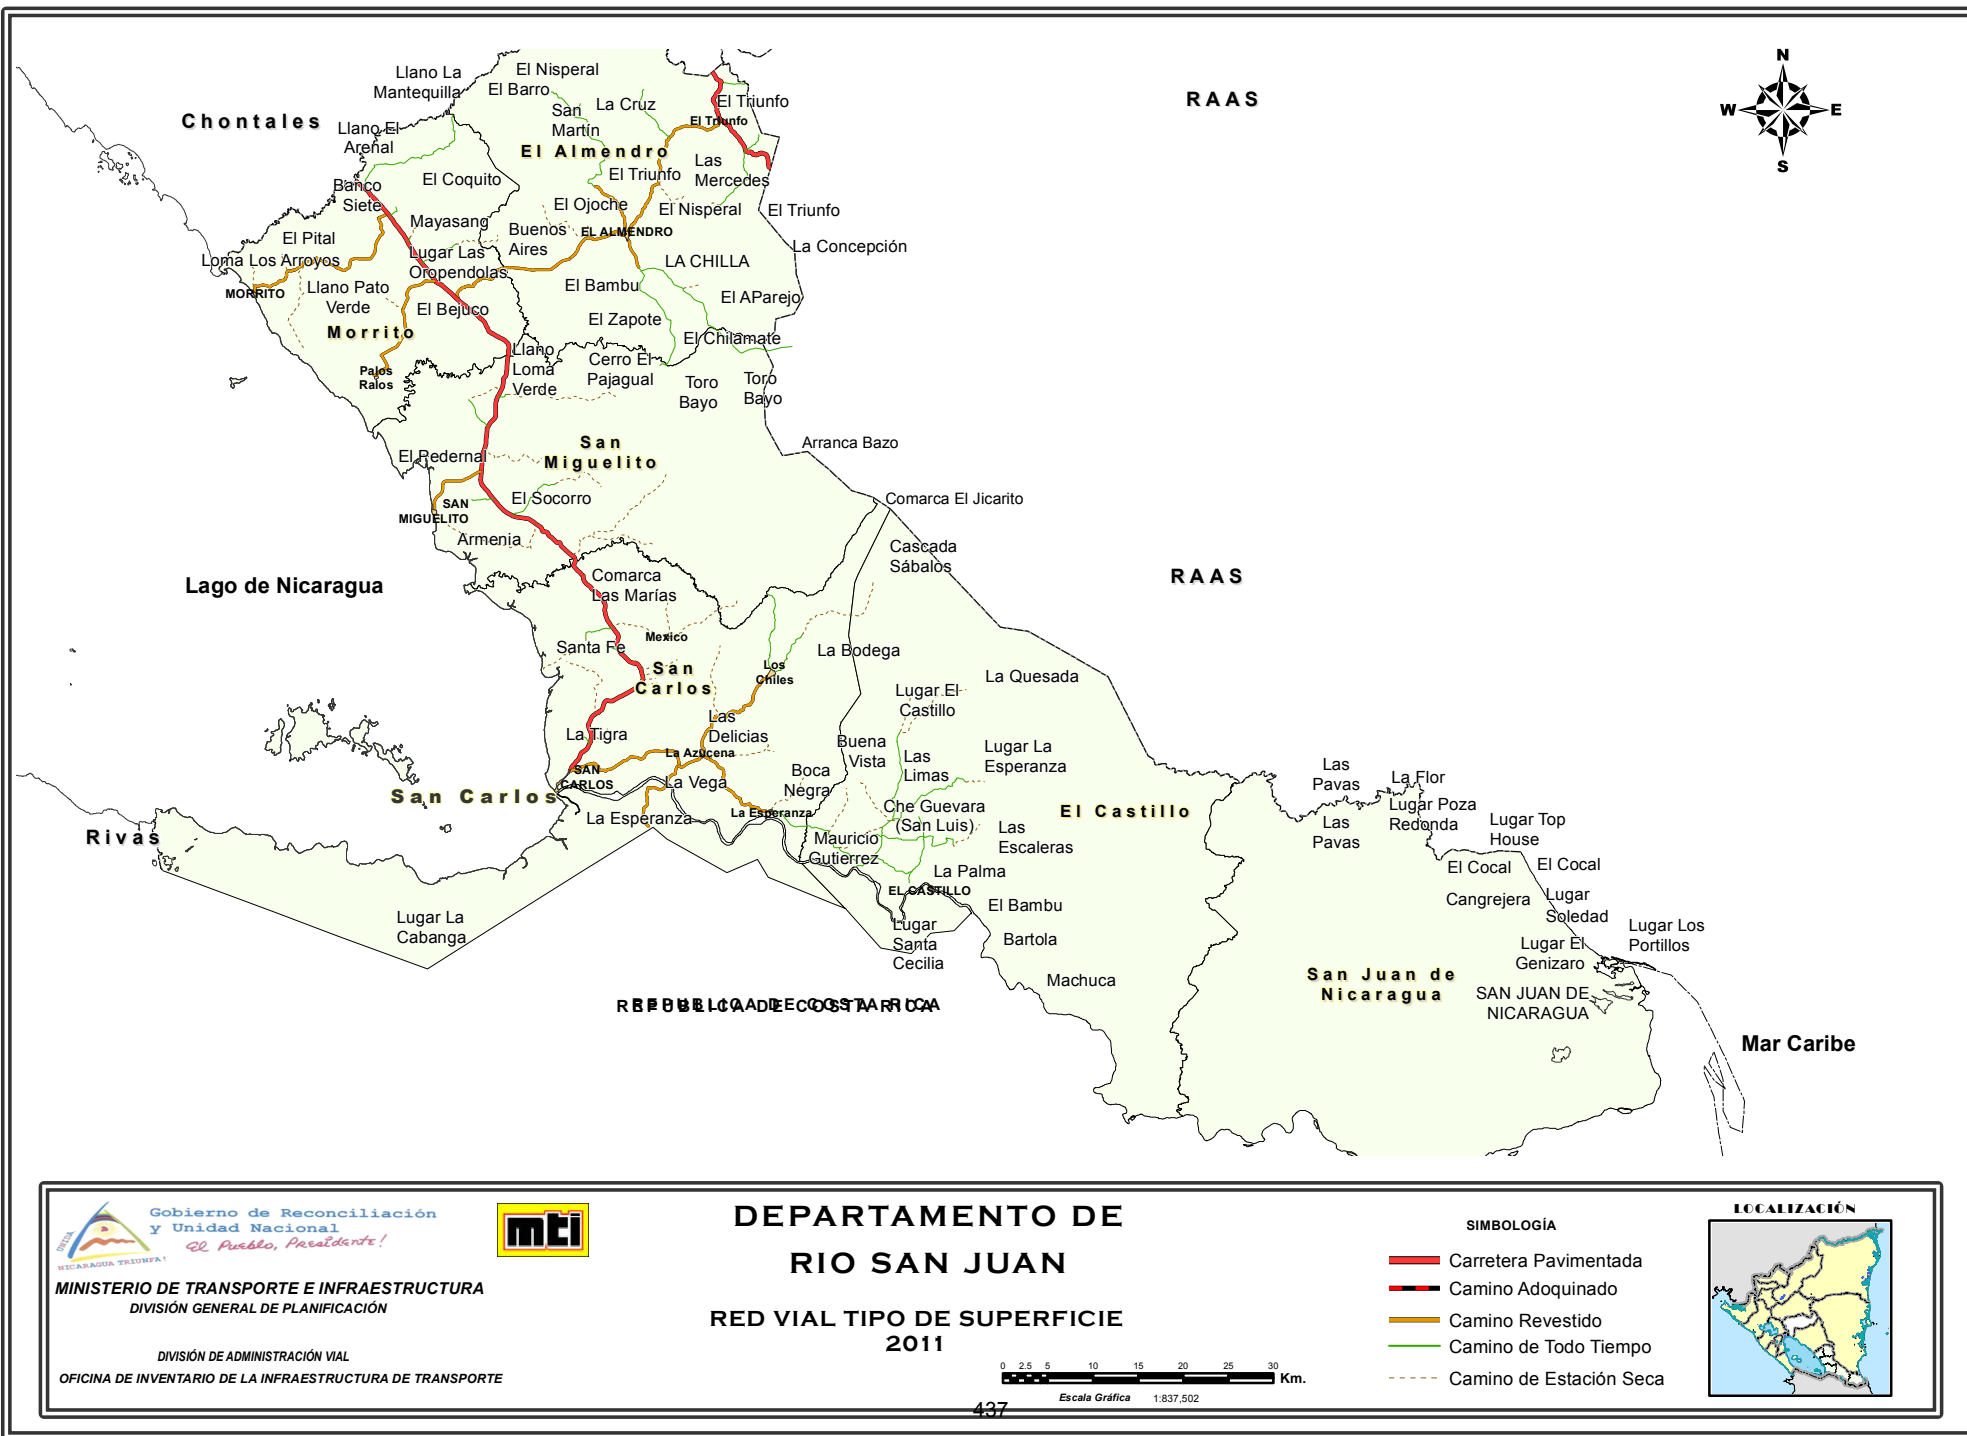 N
W E
S
RAAS
Chontales
Llano La
Mantequilla
El Nisperal
El Barro
San
Martín
La Cruz
El Triunfo
El Triunfo
Llano El
Arenal
El Almendro
Las
Mercedes
El Triunfo
Banco
Siete
El Coquito
El Ojoche
El Nisperal
El Triunfo
Mayasang
Buenos
Aires
EL ALMENDRO
La Concepción
El Pital
Loma Los Arroyos
Lugar Las
Oropendolas
LA CHILLA
MORRITO
Llano Pato
Verde
El Bejuco
El Bambu
El AParejo
Morrito
El Zapote
El Chilamate
Palos
Ralos
Llano
Loma
Verde
Cerro El
Pajagual
Toro
Bayo
Toro
Bayo
San
Miguelito
Arranca Bazo
El Pedernal
SAN
MIGUELITO
El Socorro
Comarca El Jicarito
Armenia
Cascada
Sábalos
RAAS
Lago de Nicaragua
Comarca
Las Marías
Mexico
Santa Fe
La Bodega
San
Carlos
Los
Chiles
La Quesada
Lugar El
Castillo
La Tigra
Las
Delicias
La Azucena
Buena
Vista
Las
Limas
Lugar La
Esperanza
SAN
CARLOS
La Vega
Boca
Negra
Las
Pavas
La Flor
San Carlos
La Esperanza
La Esperanza
Che Guevara
(San Luis)
El Castillo
Lugar Poza
Redonda
Las
Pavas
Lugar Top
House
Rivas
Mauricio
Gutierrez
Las
Escaleras
El Cocal
El Cocal
La Palma
EL CASTILLO
El Bambu
Cangrejera
Lugar
Soledad
Lugar La
Cabanga
Lugar
Santa
Cecilia
Bartola
Lugar Los
Portillos
Lugar El
Genizaro
Machuca
San Juan de
Nicaragua
SAN JUAN DE
NICARAGUA
REPUBLICA DE COSTA RICA
REPUBLICA DE COSTA RICA
Mar Caribe
UNIDA
NICARAGUA TRIUNFA!
Gobierno de Reconciliación
y Unidad Nacional
El Pueblo, Presidente!
mti
MINISTERIO DE TRANSPORTE E INFRAESTRUCTURA
DIVISIÓN GENERAL DE PLANIFICACIÓN
DIVISIÓN DE ADMINISTRACIÓN VIAL
OFICINA DE INVENTARIO DE LA INFRAESTRUCTURA DE TRANSPORTE
DEPARTAMENTO DE
RIO SAN JUAN
RED VIAL TIPO DE SUPERFICIE
2011
0 2.5 5 10 15 20 25 30
Km.
Escala Gráfica 1:837,502
437
SIMBOLOGÍA
Carretera Pavimentada
Camino Adoquinado
Camino Revestido
Camino de Todo Tiempo
Camino de Estación Seca
LOCALIZACIÓN